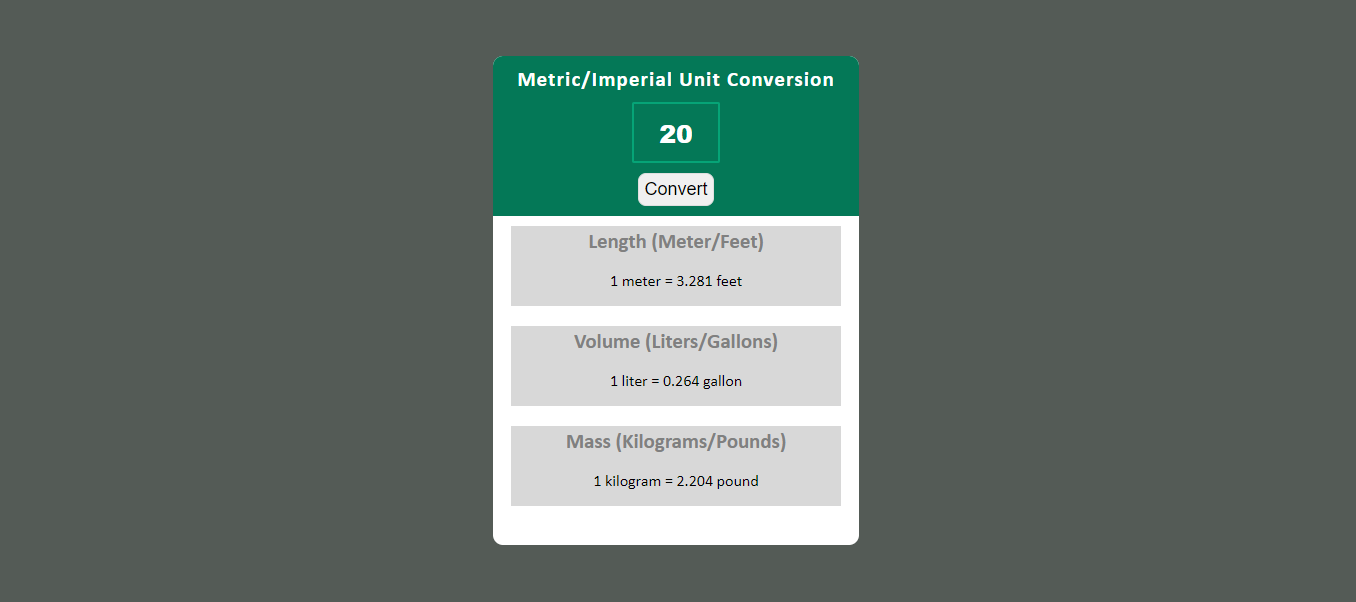 Metric/Imperial Unit Conversion
20
Convert
Length (Meter/Feet)
1 meter = 3.281 feet
Volume (Liters/Gallons)
1 liter = 0.264 gallon
Mass (Kilograms/Pounds)
1 kilogram = 2.204 pound